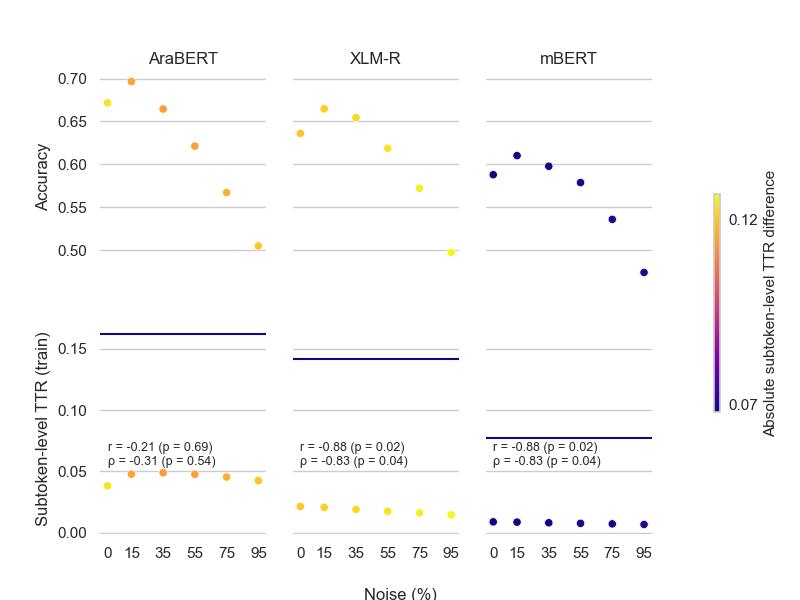 AraBERT XLM-R mBERT
0.70
0.65
0.60
0.55
0.50
Accuracy
0.15
0.10
0.05
0.00
Subtoken-level TTR (train)
r = -0.21 (p = 0.69)
ρ = -0.31 (p = 0.54)
r = -0.88 (p = 0.02)
ρ = -0.83 (p = 0.04)
r = -0.88 (p = 0.02)
ρ = -0.83 (p = 0.04)
0 15 35 55 75 95 0 15 35 55 75 95 0 15 35 55 75 95
Noise (%)
0.12
0.07
Absolute subtoken-level TTR difference